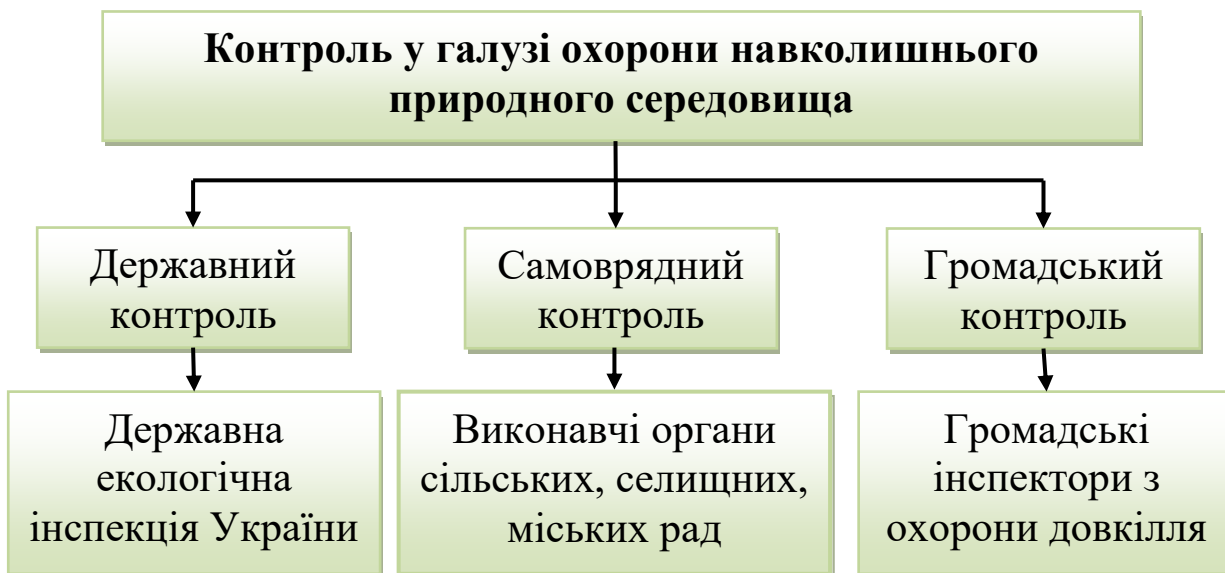 Контроль у галузі охорони навколишнього
природного середовища
Державний
контроль
Самоврядний
контроль
Громадський
контроль
Державна
екологічна
інспекція України
Виконавчі органи
сільських, селищних,
міських рад
Громадські
інспектори з
охорони довкілля